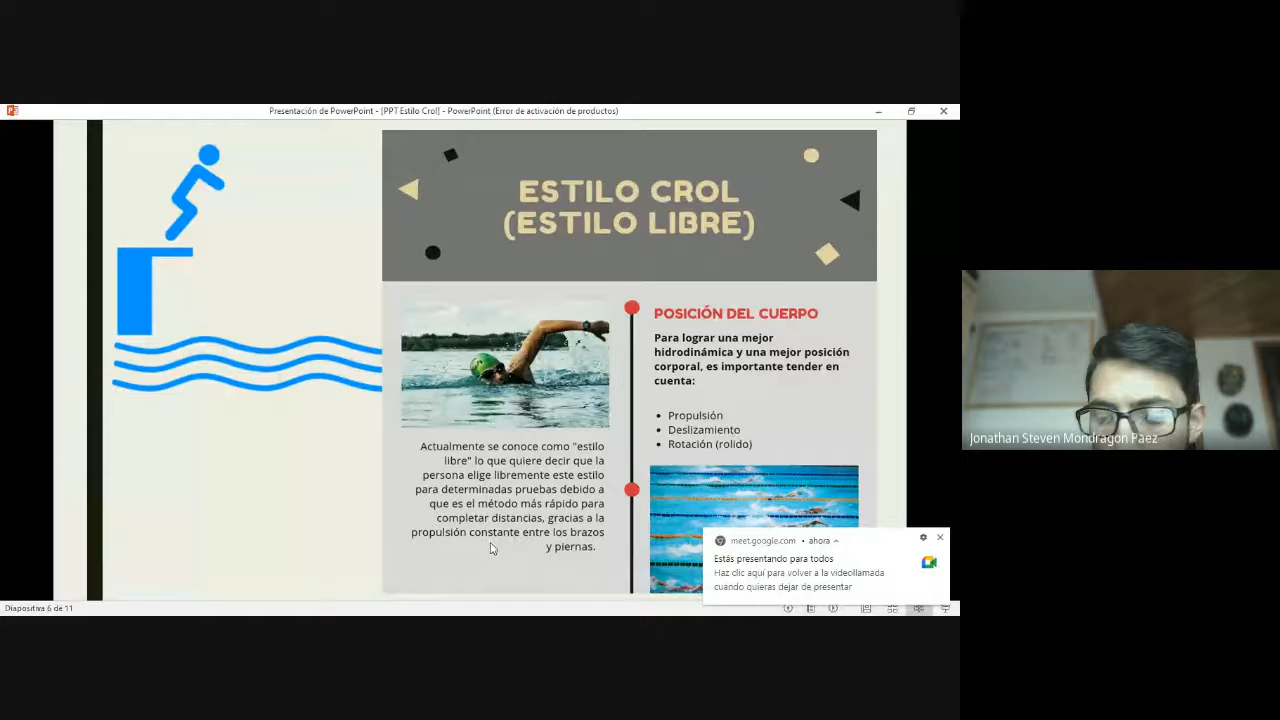 Presentación de PowerPoint - [PPT Estilo Crol] - PowerPoint (Error de activación de productos)
ESTILO CROL
(ESTILO LIBRE)
Actualmente se conoce como "estilo
libre" lo que quiere decir que la
persona elige libremente este estilo
para determinadas pruebas debido a
que es el método más rápido para
completar distancias, gracias a la
propulsión constante entre los brazos
y piernas.
POSICIÓN DEL CUERPO
Para lograr una mejor
hidrodinámica y una mejor posición
corporal, es importante tender en
cuenta:
• Propulsión
• Deslizamiento
• Rotación (rolido)
meet.google.com • ahora
Estás presentando para todos
Haz clic aquí para volver a la videollamada
cuando quieras dejar de presentar
Diapositiva 6 de 11
Jonathan Steven Mondragon Paez